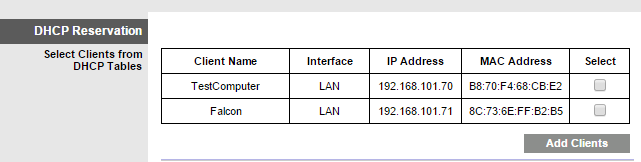 DHCP Reservation
Select Clients from
DHCP Tables
Client Name Interface IP Address MAC Address Select
TestComputer LAN 192.168.101.70 B8:70:F4:68:CB:E2
Falcon LAN 192.168.101.71 8C:73:6E:FF:B2:B5
Add Clients